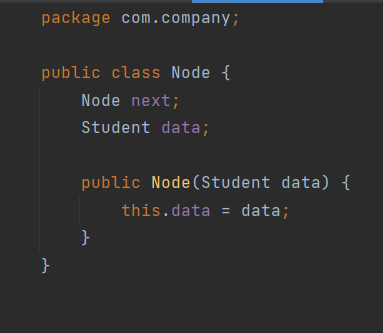 package com.company;
public class Node {
Node next;
Student data;
public Node(Student data) {
this.data = data;
}
}